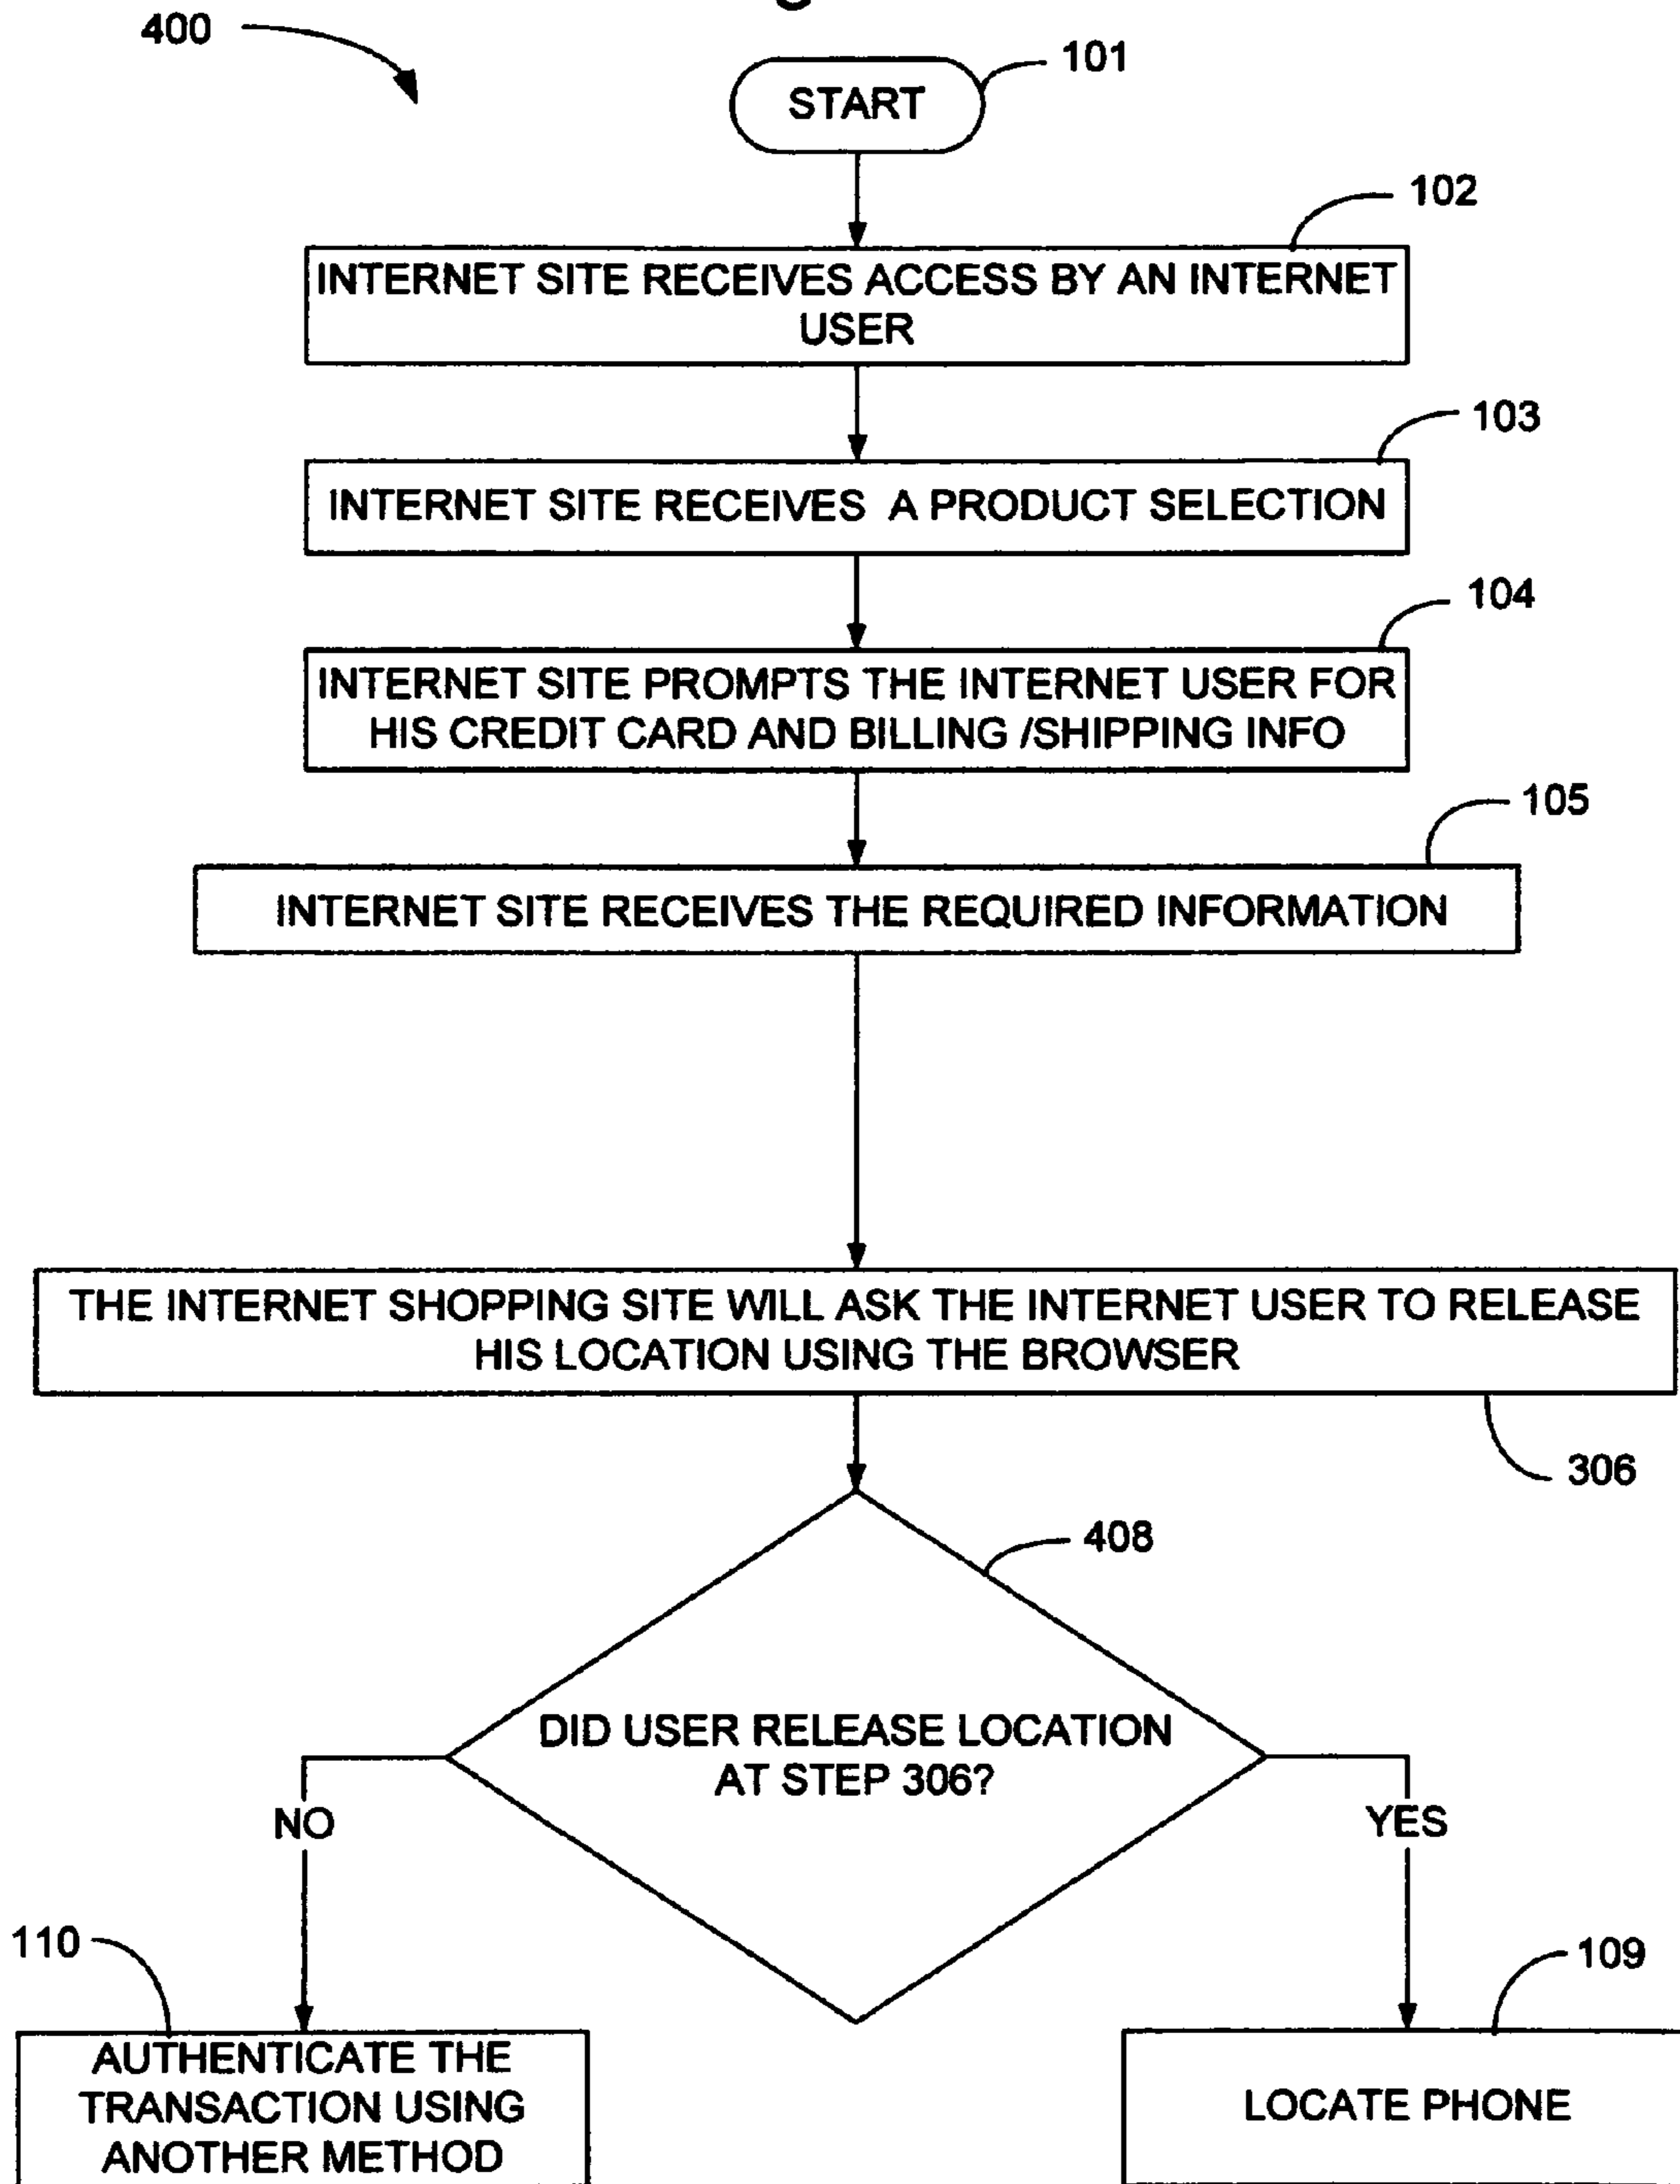 400
101
START
102
INTERNET SITE RECEIVES ACCESS BY AN INTERNET
USER
103
INTERNET SITE RECEIVES A PRODUCT SELECTION
104
INTERNET SITE PROMPTS THE INTERNET USER FOR
HIS CREDIT CARD AND BILLING /SHIPPING INFO
105
INTERNET SITE RECEIVES THE REQUIRED INFORMATION
THE INTERNET SHOPPING SITE WILL ASK THE INTERNET USER TO RELEASE
HIS LOCATION USING THE BROWSER
306
408
DID USER RELEASE LOCATION
AT STEP 306?
NO
YES
110
109
AUTHENTICATE THE
TRANSACTION USING
ANOTHER METHOD
LOCATE PHONE